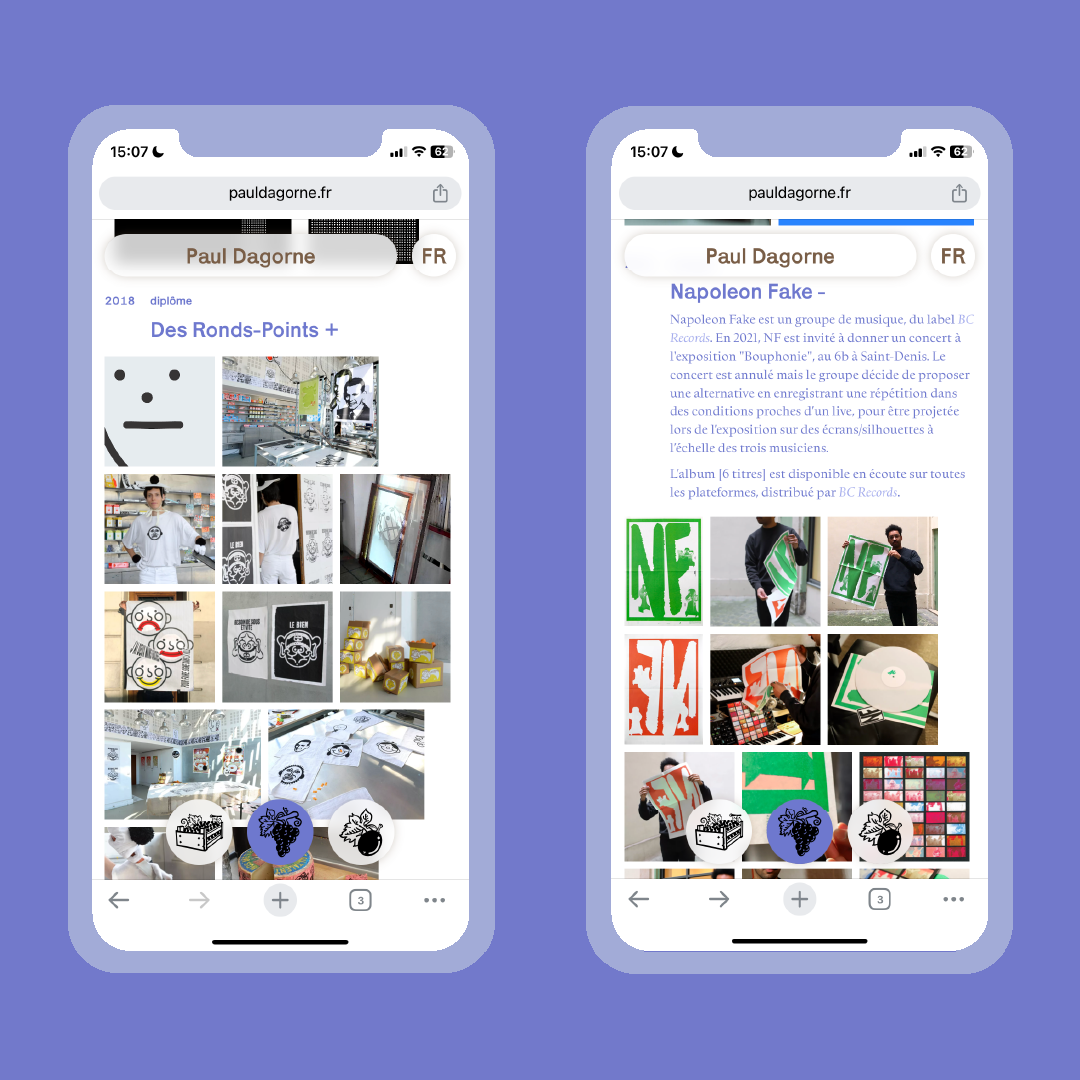 15:07
62
pauldagorne.fr
Paul Dagorne
FR
2018 diplôme
Des Ronds-Points +
LE BIEN
LE BIEN
3
15:07
62
pauldagorne.fr
Paul Dagorne
FR
Napoleon Fake -
Napoleon Fake est un groupe de musique, du label BC
Records. En 2021, NF est invité à donner un concert à
l'exposition "Bouphonie", au 6b à Saint-Denis. Le
concert est annulé mais le groupe décide de proposer
une alternative en enregistrant une répétition dans
des conditions proches d'un live, pour être projetée
lors de l'exposition sur des écrans/silhouettes à
l'échelle des trois musiciens.
L'album [6 titres] est disponible en écoute sur toutes
les plateformes, distribué par BC Records.
NF
NF
3